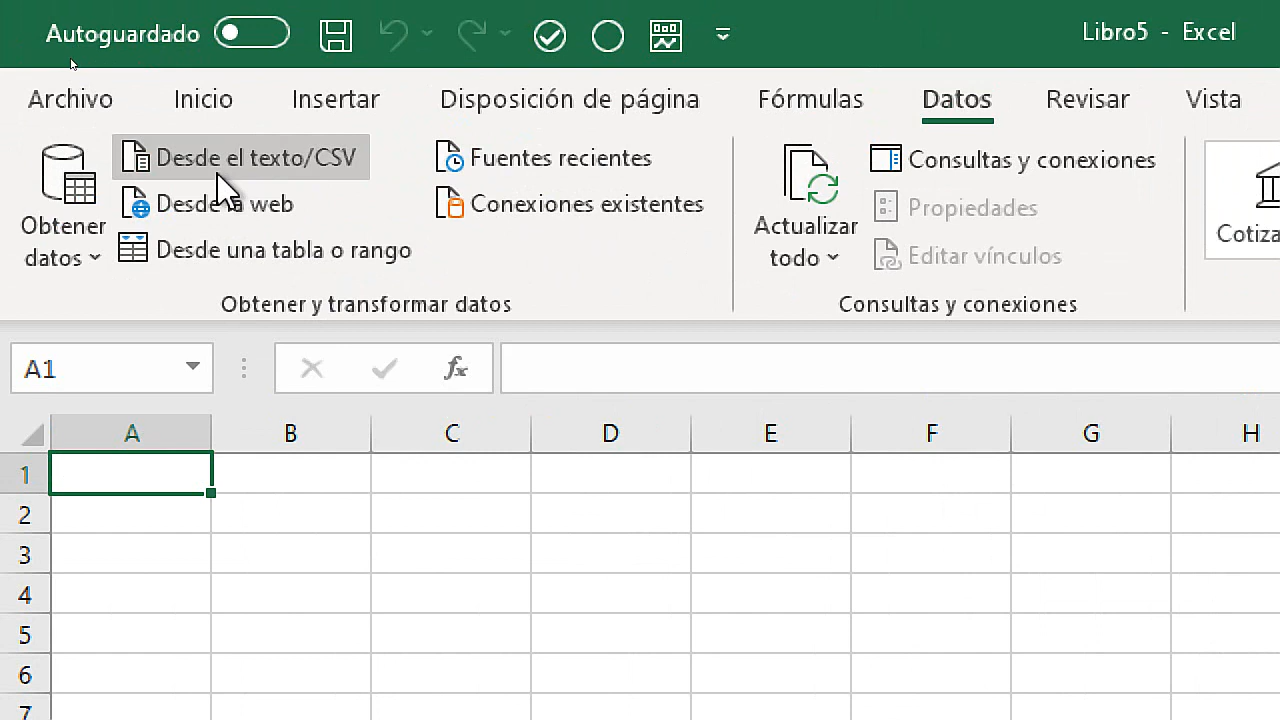 Autoguardado
Libro5 - Excel
Archivo Inicio Insertar Disposición de página Fórmulas Datos Revisar Vista
Obtener
datos
Desde el texto/CSV
Desde web
Desde una tabla o rango
Fuentes recientes
Conexiones existentes
Obtener y transformar datos
Actualizar
todo
Consultas y conexiones
Propiedades
Editar vínculos
Consultas y conexiones
A1
fx
A B C D E F G H
1
2
3
4
5
6
7